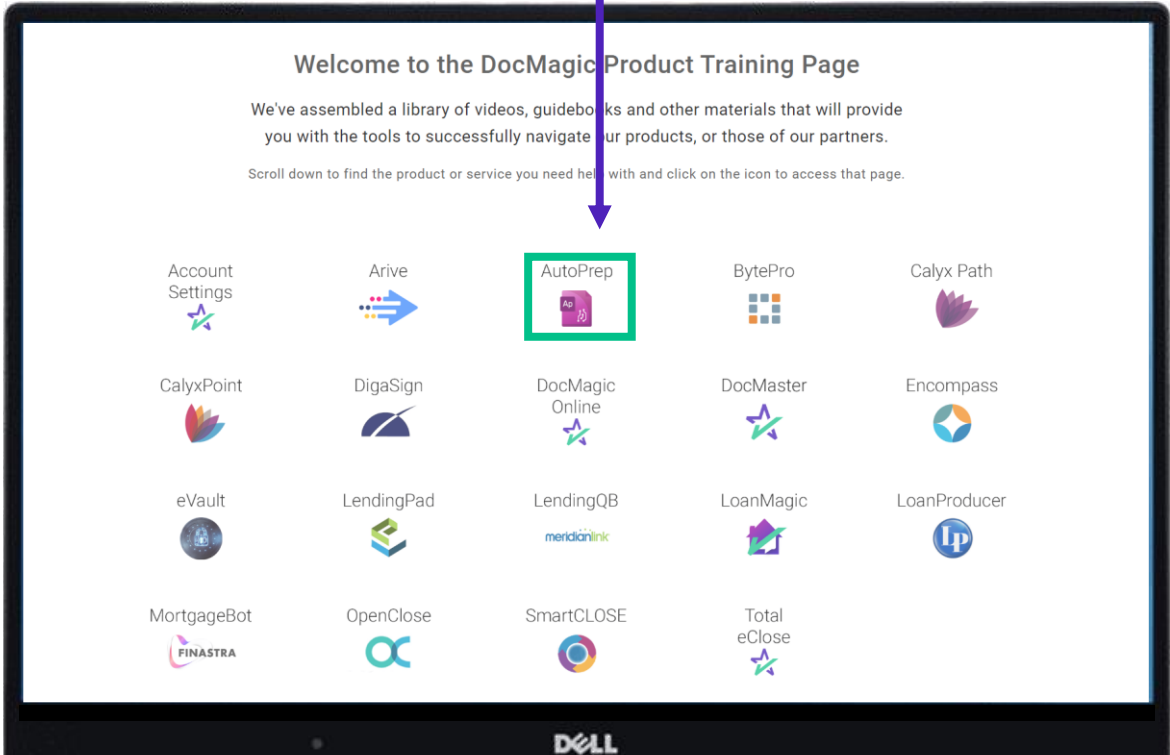 Welcome to the DocMagic Product Training Page
We've assembled a library of videos, guidebooks and other materials that will provide
you with the tools to successfully navigate our products, or those of our partners.
Scroll down to find the product or service you need help with and click on the icon to access that page.
Account Settings
Arive
AutoPrep
Ap
BytePro
Calyx Path
CalyxPoint
DigaSign
DocMagic Online
DocMaster
Encompass
eVault
LendingPad
LendingQB
meridianlink
LoanMagic
LoanProducer
LP
MortgageBot
FINASTRA
OpenClose
SmartCLOSE
Total eClose
DELL